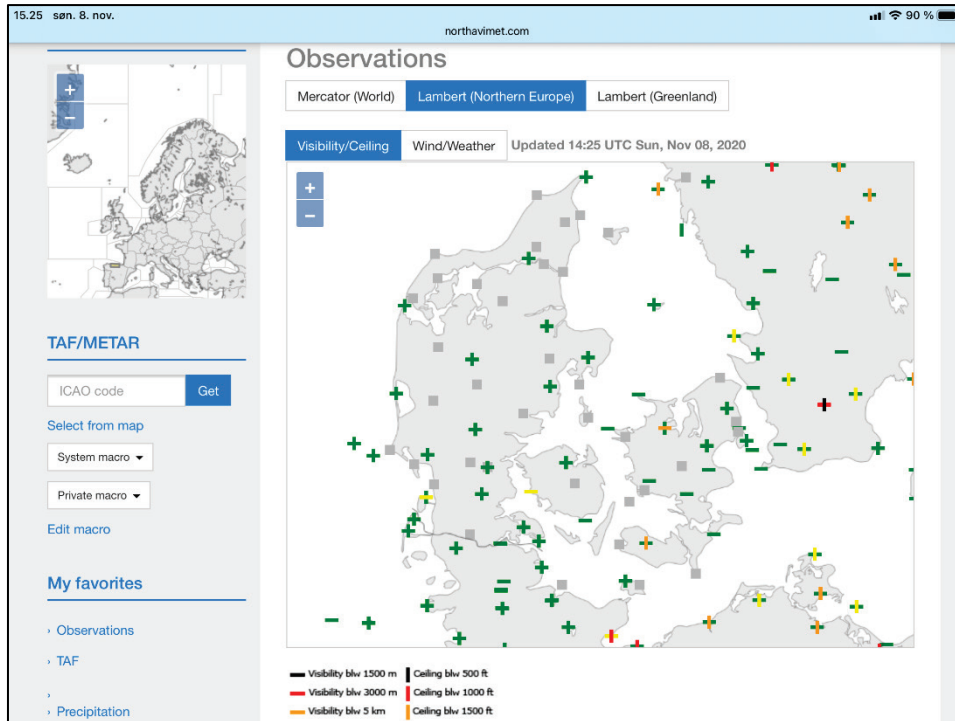 15.25 søn. 8. nov.
90 %
northavimet.com
Observations
Mercator (World) Lambert (Northern Europe) Lambert (Greenland)
Visibility/Ceiling Wind/Weather Updated 14:25 UTC Sun, Nov 08, 2020
+
−
+
−
TAF/METAR
ICAO code Get
Select from map
System macro
Private macro
Edit macro
My favorites
› Observations
› TAF
›
› Precipitation
Visibility blw 1500 m Ceiling blw 500 ft
Visibility blw 3000 m Ceiling blw 1000 ft
Visibility blw 5 km Ceiling blw 1500 ft